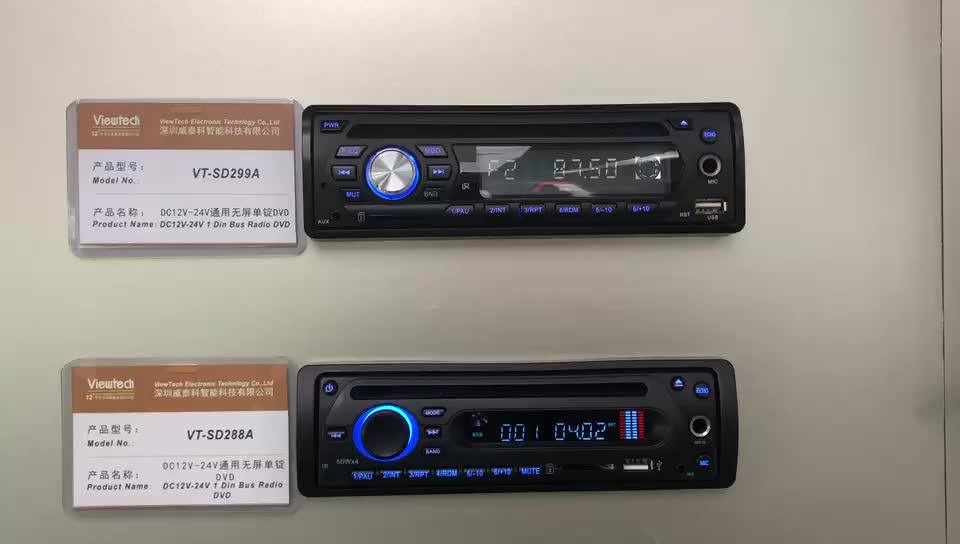 Viewtech
ViewTech Electronic Technology Co.,Ltd
深圳威泰科智能科技有限公司
产品型号：
Model No.:
VT-SD299A
产品名称：
DC12V-24V通用无屏单锭DVD
Product Name:
DC12V-24V 1 Din Bus Radio DVD
PWR
MOD
MUT
BND
AUX
F2 87.50
1/PAU
2/INT
3/RPT
4/RDM
5/-10
6/+10
ECHO
MIC
RST
USB
Viewtech
ViewTech Electronic Technology Co.,Ltd
深圳威泰科智能科技有限公司
产品型号：
Model No.:
VT-SD288A
产品名称：
DC12V-24V通用无屏单锭
DVD
Product Name:
DC12V-24V 1 Din Bus Radio
DVD
MODE
BAND
50Wx4
001 04.02
1/PAU
2/INT
3/RPT
4/RDM
5/-10
6/+10
MUTE
ECHO
MIC